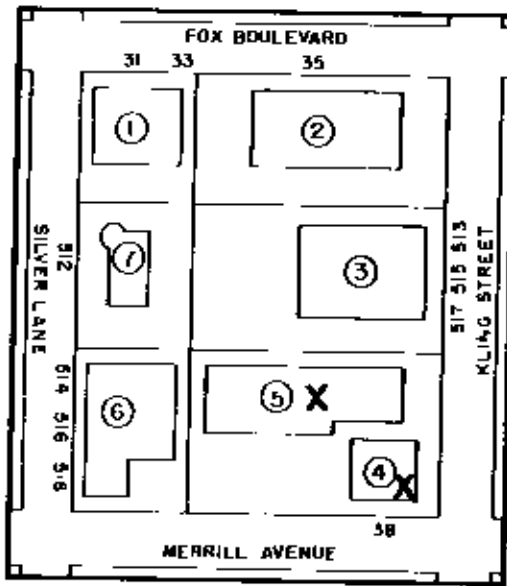 FOX BOULEVARD
31 33 35
1
2
SILVER LANE
512
7
3
517 515 513
KLING STREET
514 516 518
6
5 X
4
X
38
MERRILL AVENUE